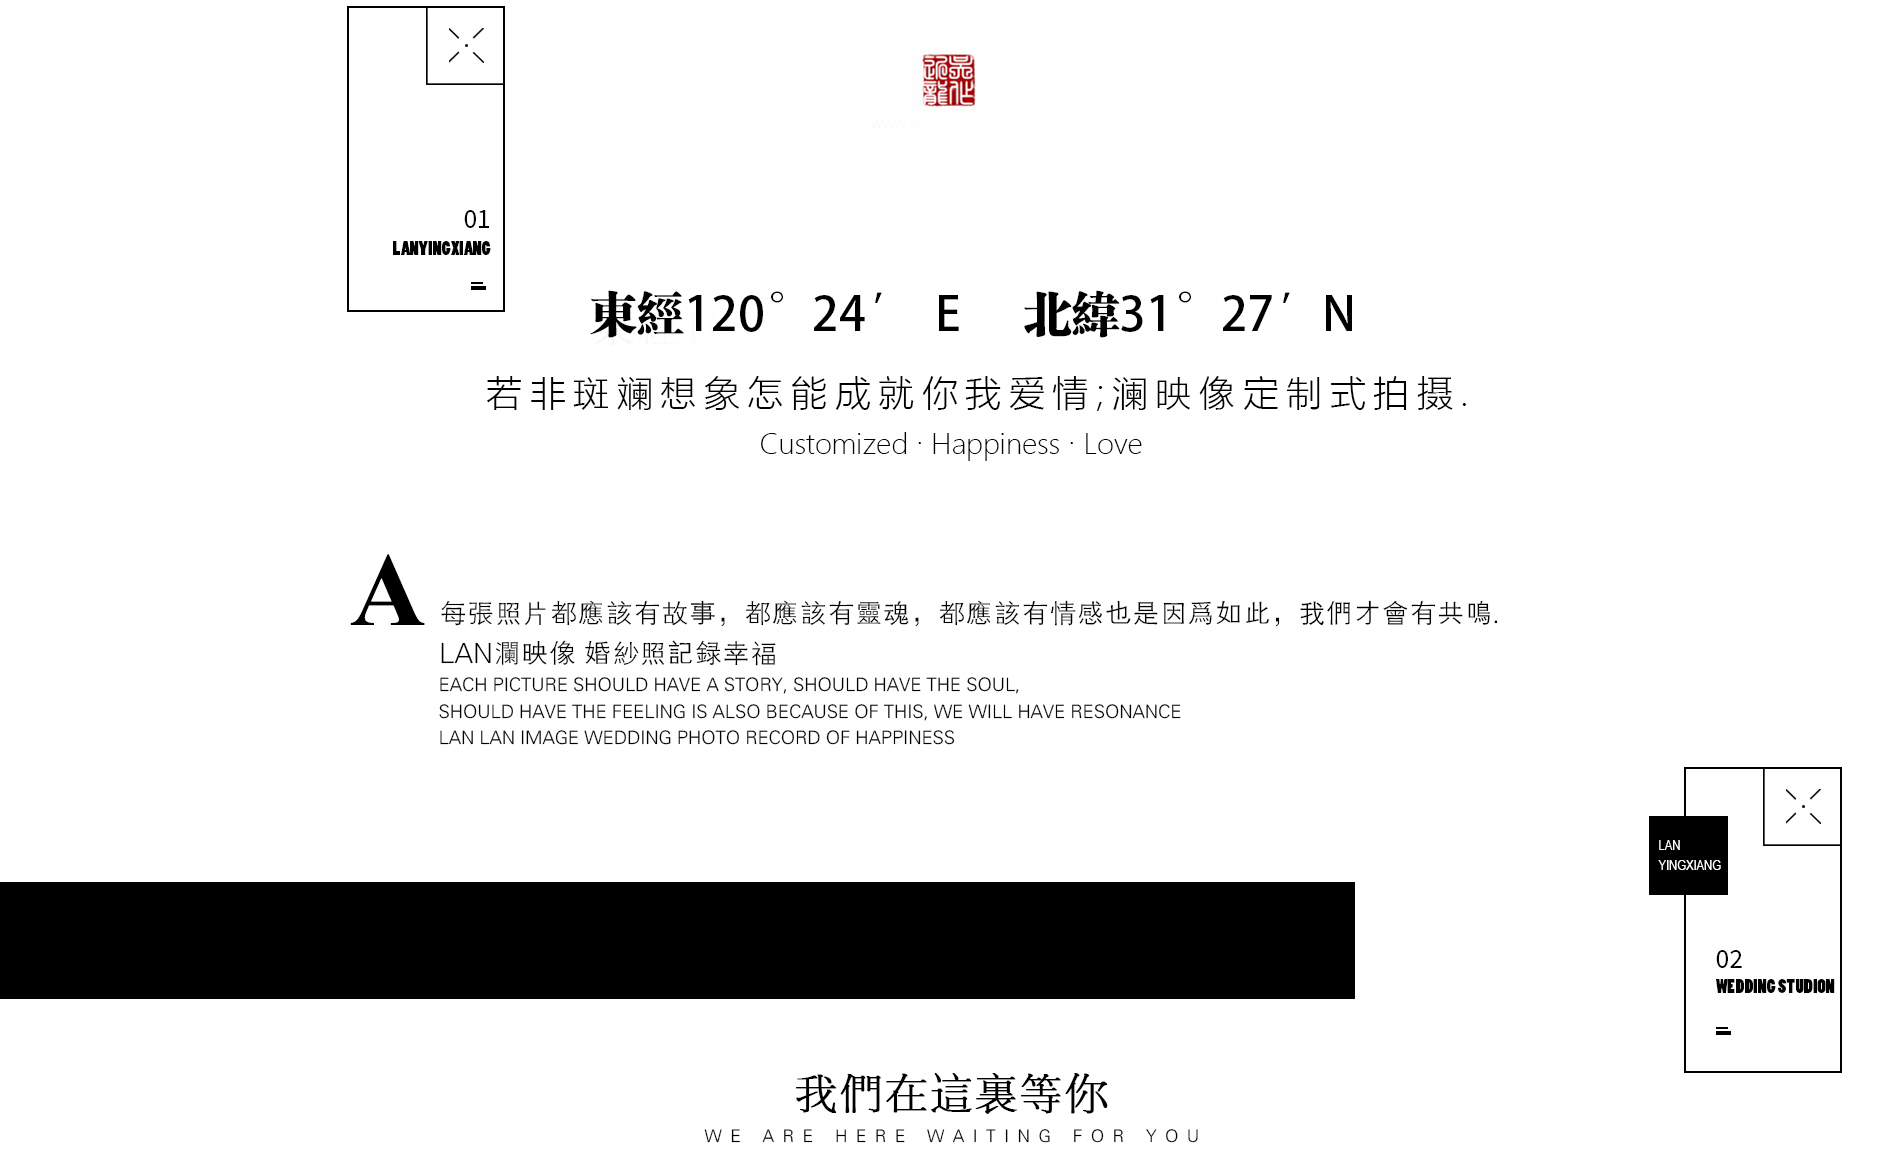 01
LANYINGXIANG
東經120°24′ E 北緯31°27′N
若非斑斓想象怎能成就你我爱情;澜映像定制式拍摄.
Customized · Happiness · Love
A
每張照片都應該有故事，都應該有靈魂，都應該有情感也是因爲如此，我們才會有共鳴.
LAN瀾映像 婚紗照記録幸福
EACH PICTURE SHOULD HAVE A STORY, SHOULD HAVE THE SOUL,
SHOULD HAVE THE FEELING IS ALSO BECAUSE OF THIS, WE WILL HAVE RESONANCE
LAN LAN IMAGE WEDDING PHOTO RECORD OF HAPPINESS
LAN
YINGXIANG
02
WEDDING STUDION
我們在這裏等你
WE ARE HERE WAITING FOR YOU